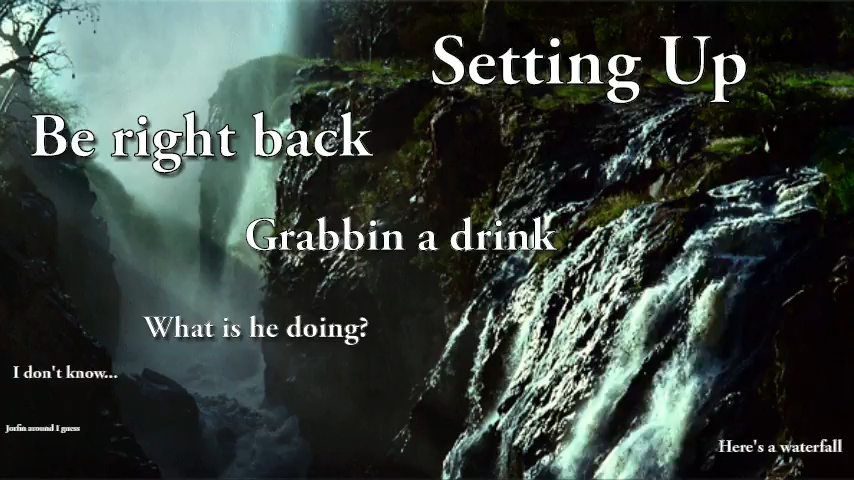 Setting Up
Be right back
Grabbin a drink
What is he doing?
I don't know...
Jorfin around I guess
Here's a waterfall